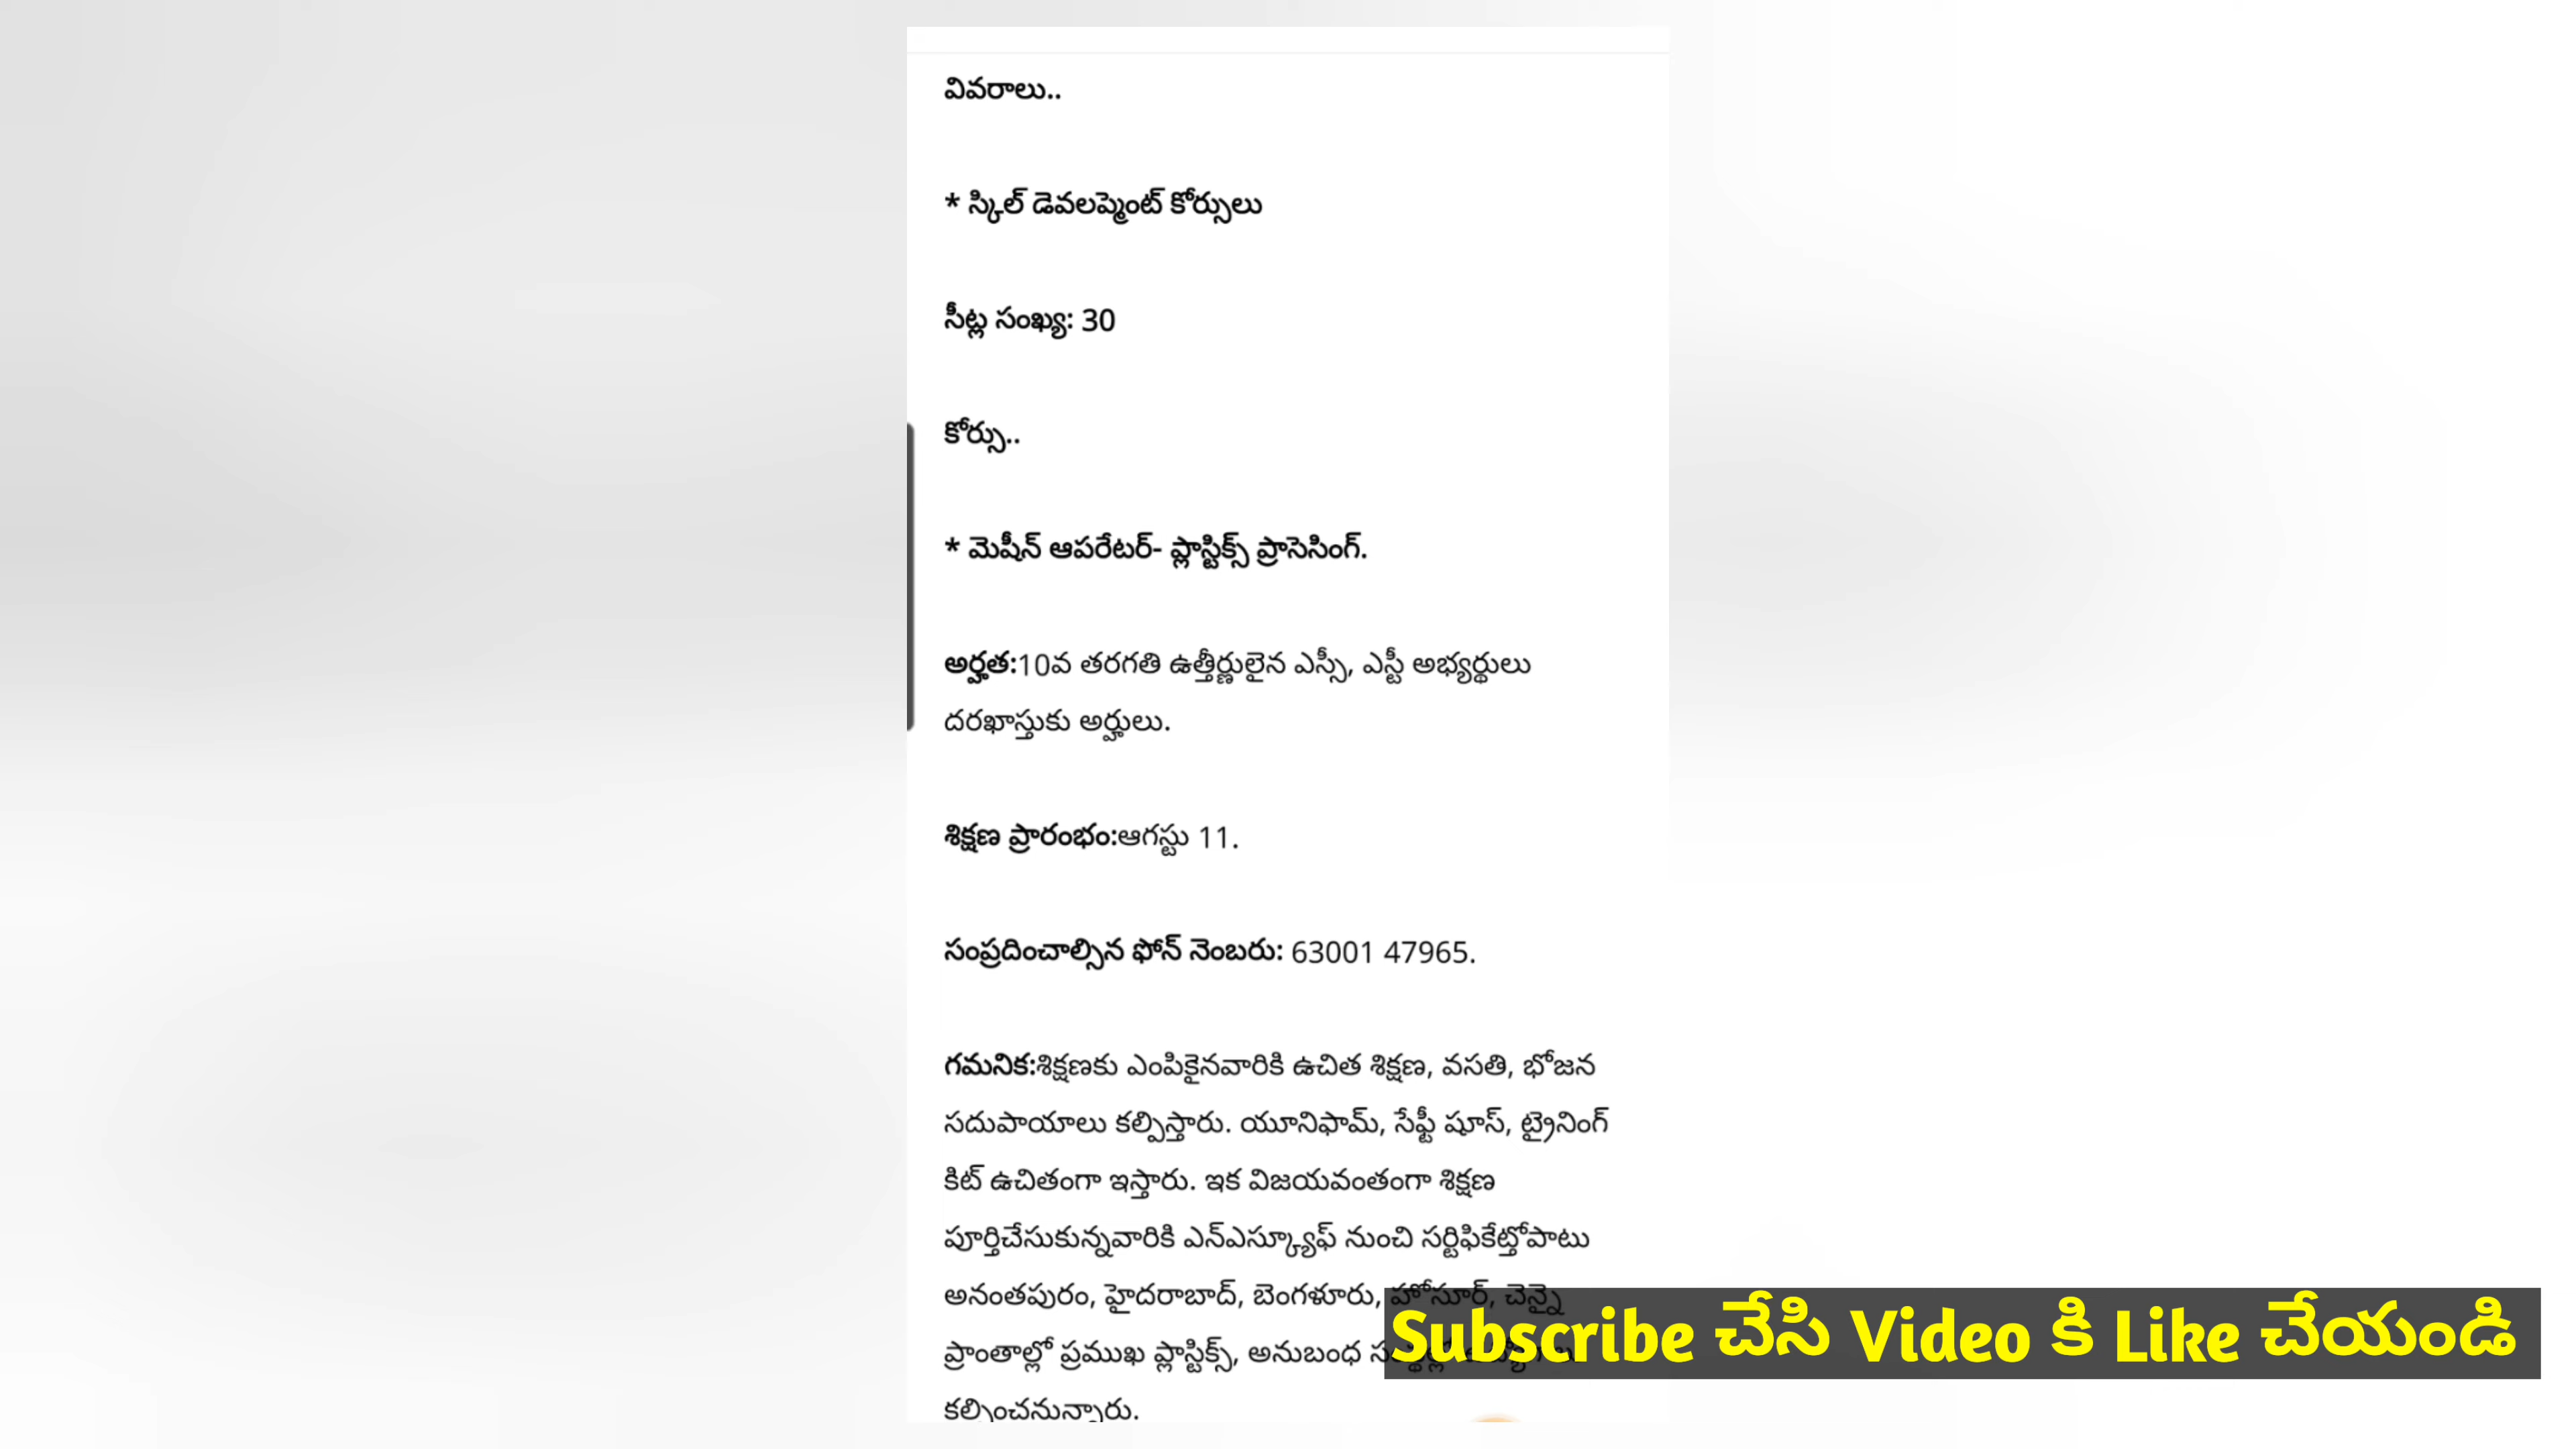 వివరాలు..
* స్కిల్ డెవలప్మెంట్ కోర్సులు
సీట్ల సంఖ్య: 30
కోర్సు..
* మెషీన్ ఆపరేటర్- ప్లాస్టిక్స్ ప్రాసెసింగ్.
అర్హత:10వ తరగతి ఉత్తీర్ణులైన ఎస్సీ, ఎస్టీ అభ్యర్థులు
దరఖాస్తుకు అర్హులు.
శిక్షణ ప్రారంభం:ఆగస్టు 11.
సంప్రదించాల్సిన ఫోన్ నెంబరు: 63001 47965.
గమనిక:శిక్షణకు ఎంపికైనవారికి ఉచిత శిక్షణ, వసతి, భోజన
సదుపాయాలు కల్పిస్తారు. యూనిఫామ్, సేఫ్టీ షూస్, ట్రైనింగ్
కిట్ ఉచితంగా ఇస్తారు. ఇక విజయవంతంగా శిక్షణ
పూర్తిచేసుకున్నవారికి ఎన్ఎస్క్యూఫ్ నుంచి సర్టిఫికేట్తోపాటు
అనంతపురం, హైదరాబాద్, బెంగళూరు, హోసూర్, చెన్నై
ప్రాంతాల్లో ప్రముఖ ప్లాస్టిక్స్, అనుబంధ
కల్పించనున్నారు.
Subscribe చేసి Video కి Like చేయండి